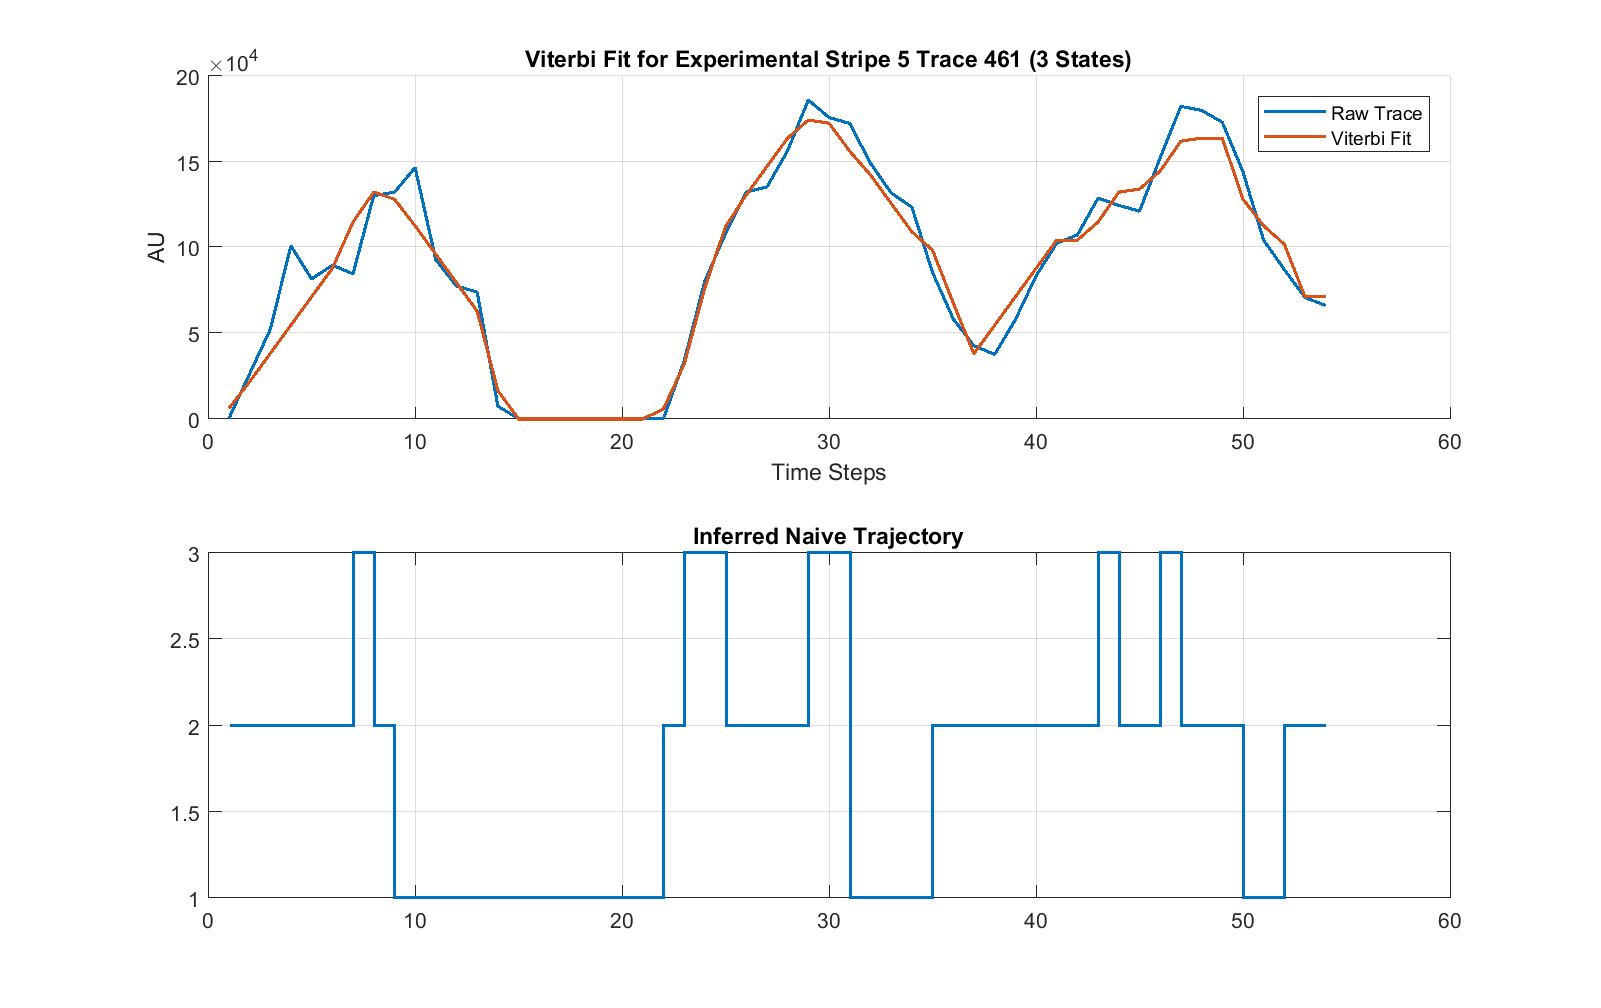 Viterbi Fit for Experimental Stripe 5 Trace 461 (3 States)
×10⁴
20
15
10
5
0
AU
Raw Trace
Viterbi Fit
0 10 20 30 40 50 60
Time Steps
Inferred Naive Trajectory
3
2.5
2
1.5
1
0 10 20 30 40 50 60